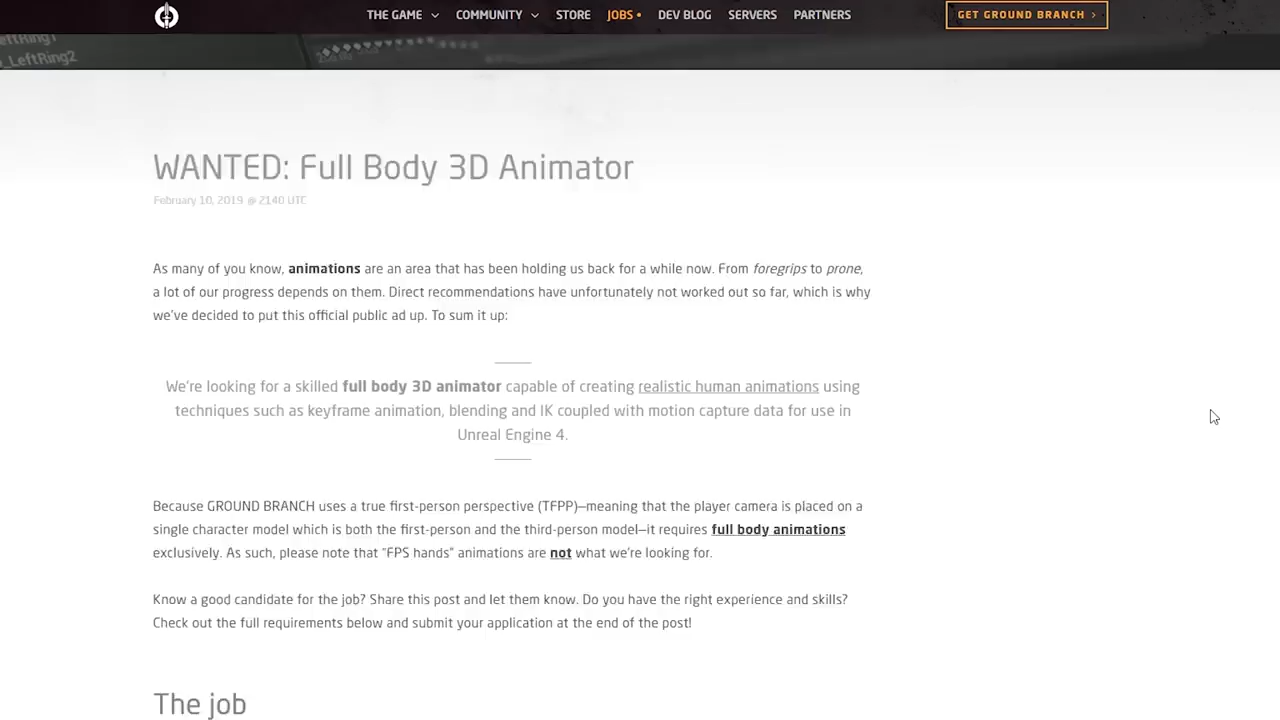 THE GAME COMMUNITY STORE JOBS • DEV BLOG SERVERS PARTNERS GET GROUND BRANCH ›
_LeftRing2
WANTED: Full Body 3D Animator
February 10, 2019 @ 2140 UTC
As many of you know, animations are an area that has been holding us back for a while now. From foregrips to prone,
a lot of our progress depends on them. Direct recommendations have unfortunately not worked out so far, which is why
we've decided to put this official public ad up. To sum it up:
We're looking for a skilled full body 3D animator capable of creating realistic human animations using
techniques such as keyframe animation, blending and IK coupled with motion capture data for use in
Unreal Engine 4.
Because GROUND BRANCH uses a true first-person perspective (TFPP)—meaning that the player camera is placed on a
single character model which is both the first-person and the third-person model—it requires full body animations
exclusively. As such, please note that "FPS hands" animations are not what we're looking for.
Know a good candidate for the job? Share this post and let them know. Do you have the right experience and skills?
Check out the full requirements below and submit your application at the end of the post!
The job